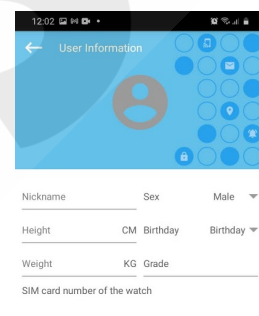 12:02
User Information
Nickname Sex Male
Height CM Birthday Birthday
Weight KG Grade
SIM card number of the watch